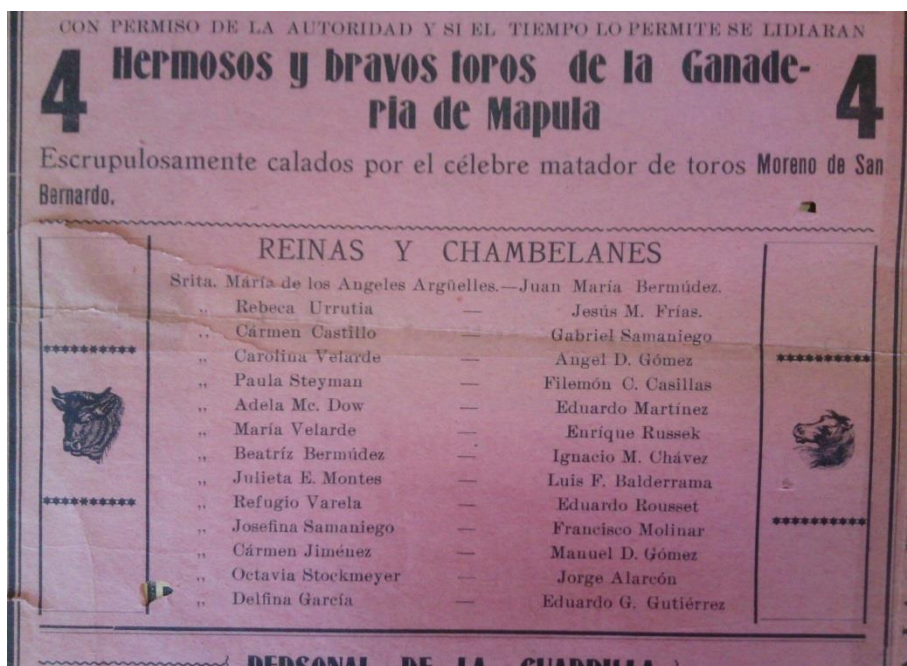 CON PERMISO DE LA AUTORIDAD Y SI EL TIEMPO LO PERMITE SE LIDIARAN
4 Hermosos y bravos toros de la Ganade- 4
ria de Mapula
Escrupulosamente calados por el célebre matador de toros Moreno de San
Bernardo.
REINAS Y CHAMBELANES
Srita. María de los Angeles Argüelles.—Juan María Bermúdez.
,, Rebeca Urrutia — Jesús M. Frías.
,, Cármen Castillo — Gabriel Samaniego
,, Carolina Velarde — Angel D. Gómez
,, Paula Steyman — Filemón C. Casillas
,, Adela Mc. Dow — Eduardo Martínez
,, María Velarde — Enríque Russek
,, Beatríz Bermúdez — Ignacio M. Chávez
,, Julieta E. Montes — Luis F. Balderrama
,, Refugio Varela — Eduardo Rousset
,, Josefina Samaniego — Francisco Molinar
,, Cármen Jiménez — Manuel D. Gómez
,, Octavia Stockmeyer — Jorge Alarcón
,, Delfina García — Eduardo G. Gutiérrez
PERSONAL DE LA CUADRILLA